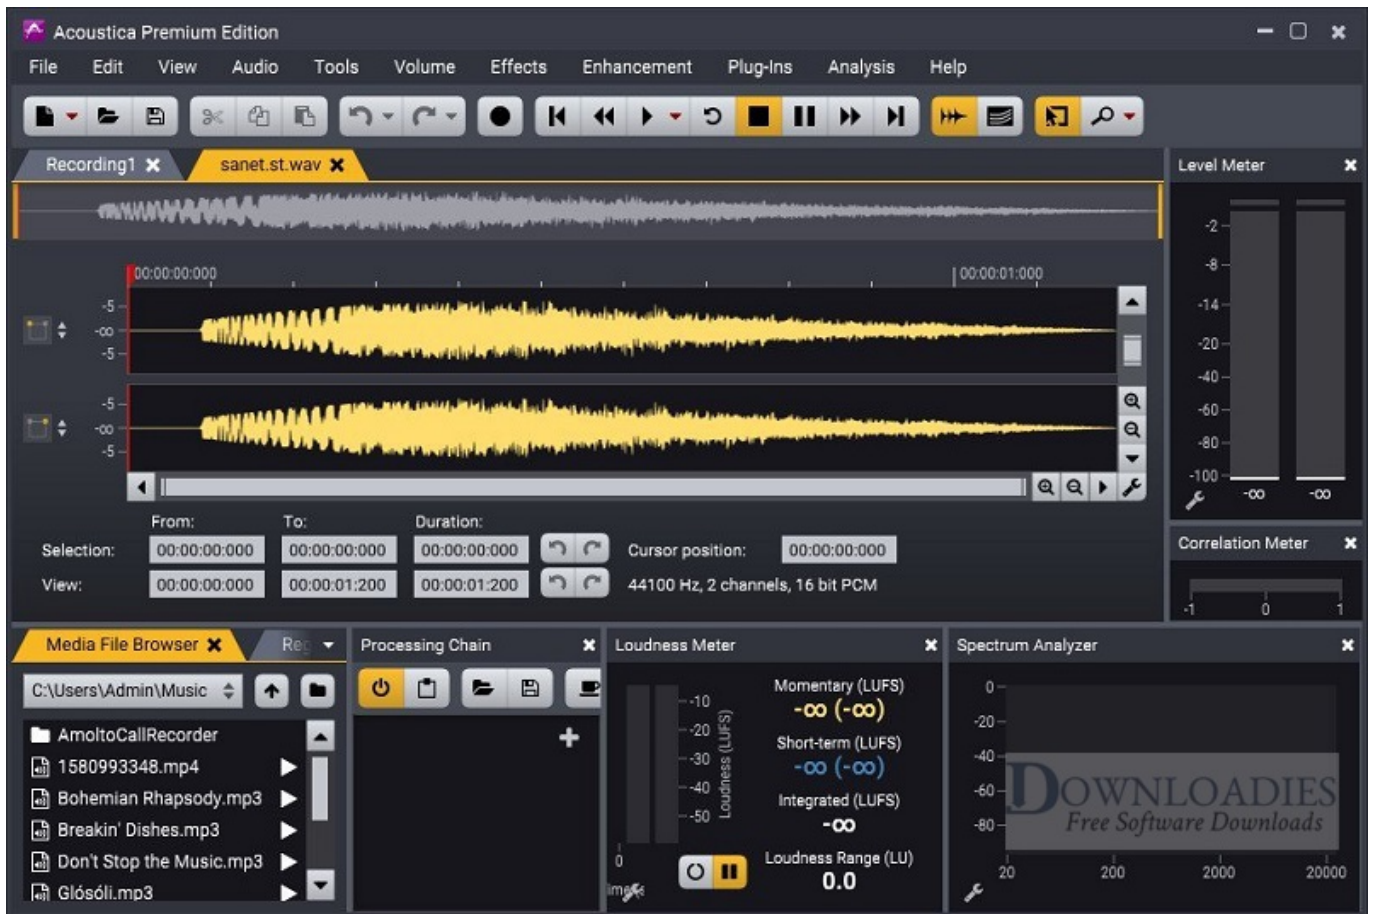 Acoustica Premium Edition
File Edit View Audio Tools Volume Effects Enhancement Plug-Ins Analysis Help
Recording1 sanet.st.wav
Level Meter
-2
-8
-14
-20
-40
-60
-80
-100
-∞ -∞
00:00:00:000 00:00:01:000
-5
-∞
-5
-5
-∞
-5
From: To: Duration:
Selection: 00:00:00:000 00:00:00:000 00:00:00:000 Cursor position: 00:00:00:000
View: 00:00:00:000 00:00:01:200 00:00:01:200 44100 Hz, 2 channels, 16 bit PCM
Correlation Meter
-1 0 1
Media File Browser
C:\Users\Admin\Music
AmoltoCallRecorder
1580993348.mp4
Bohemian Rhapsody.mp3
Breakin' Dishes.mp3
Don't Stop the Music.mp3
Glósóli.mp3
Processing Chain
Loudness Meter
-10
-20
-30
-40
-50
Loudness (LUFS)
0
Momentary (LUFS)
-∞ (-∞)
Short-term (LUFS)
-∞ (-∞)
Integrated (LUFS)
-∞
Loudness Range (LU)
0.0
Spectrum Analyzer
0
-20
-40
-60
-80
20 200 2000 20000
DOWNLOADIES
Free Software Downloads